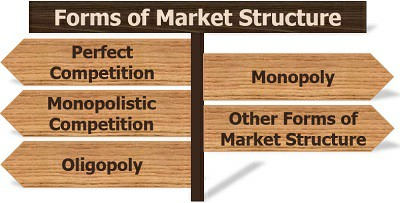 Forms of Market Structure
Perfect
Competition
Monopolistic
Competition
Oligopoly
Monopoly
Other Forms of
Market Structure